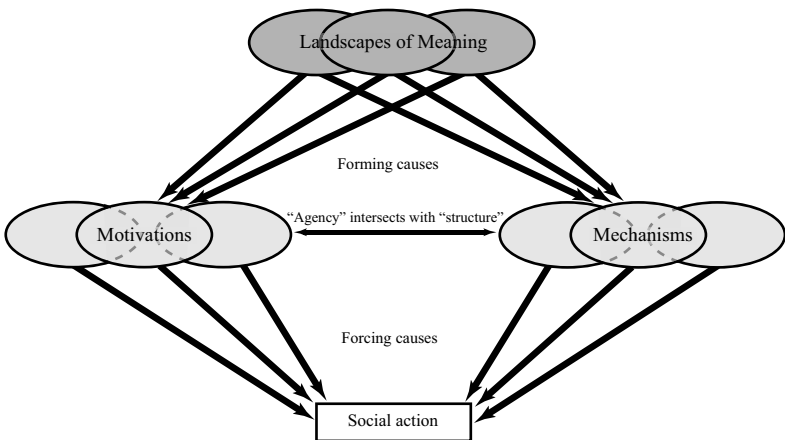 Landscapes of Meaning
Forming causes
“Agency” intersects with “structure”
Motivations
Mechanisms
Forcing causes
Social action